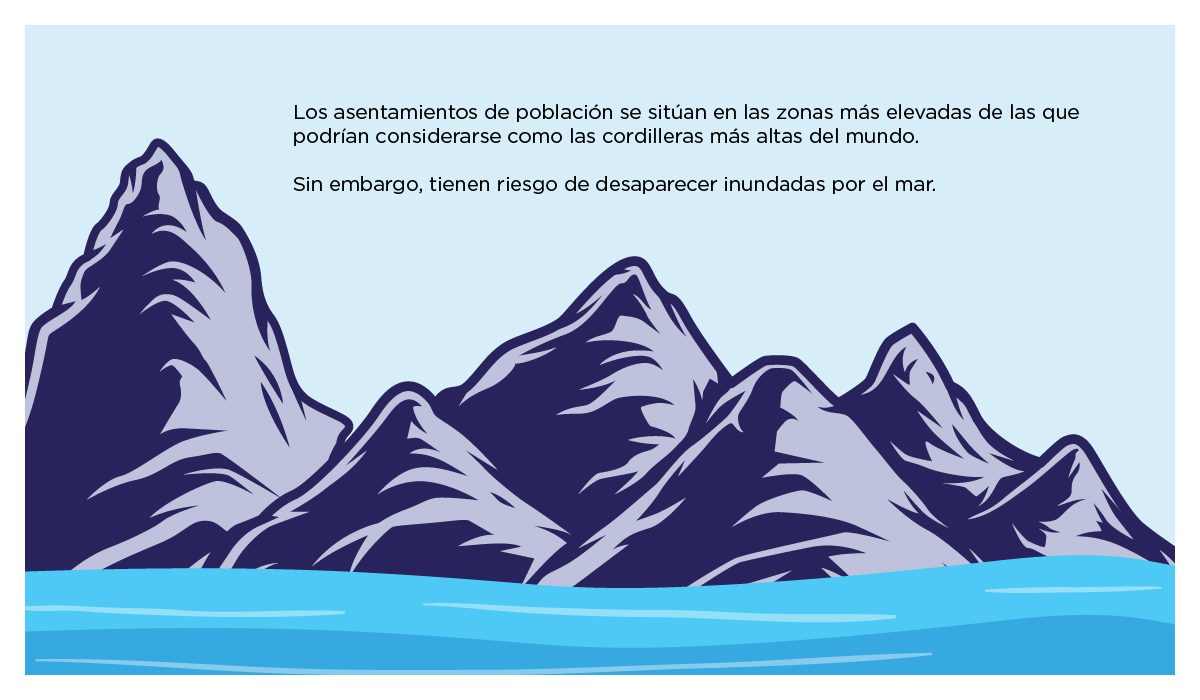 Los asentamientos de población se sitúan en las zonas más elevadas de las que
podrían considerarse como las cordilleras más altas del mundo.
Sin embargo, tienen riesgo de desaparecer inundadas por el mar.